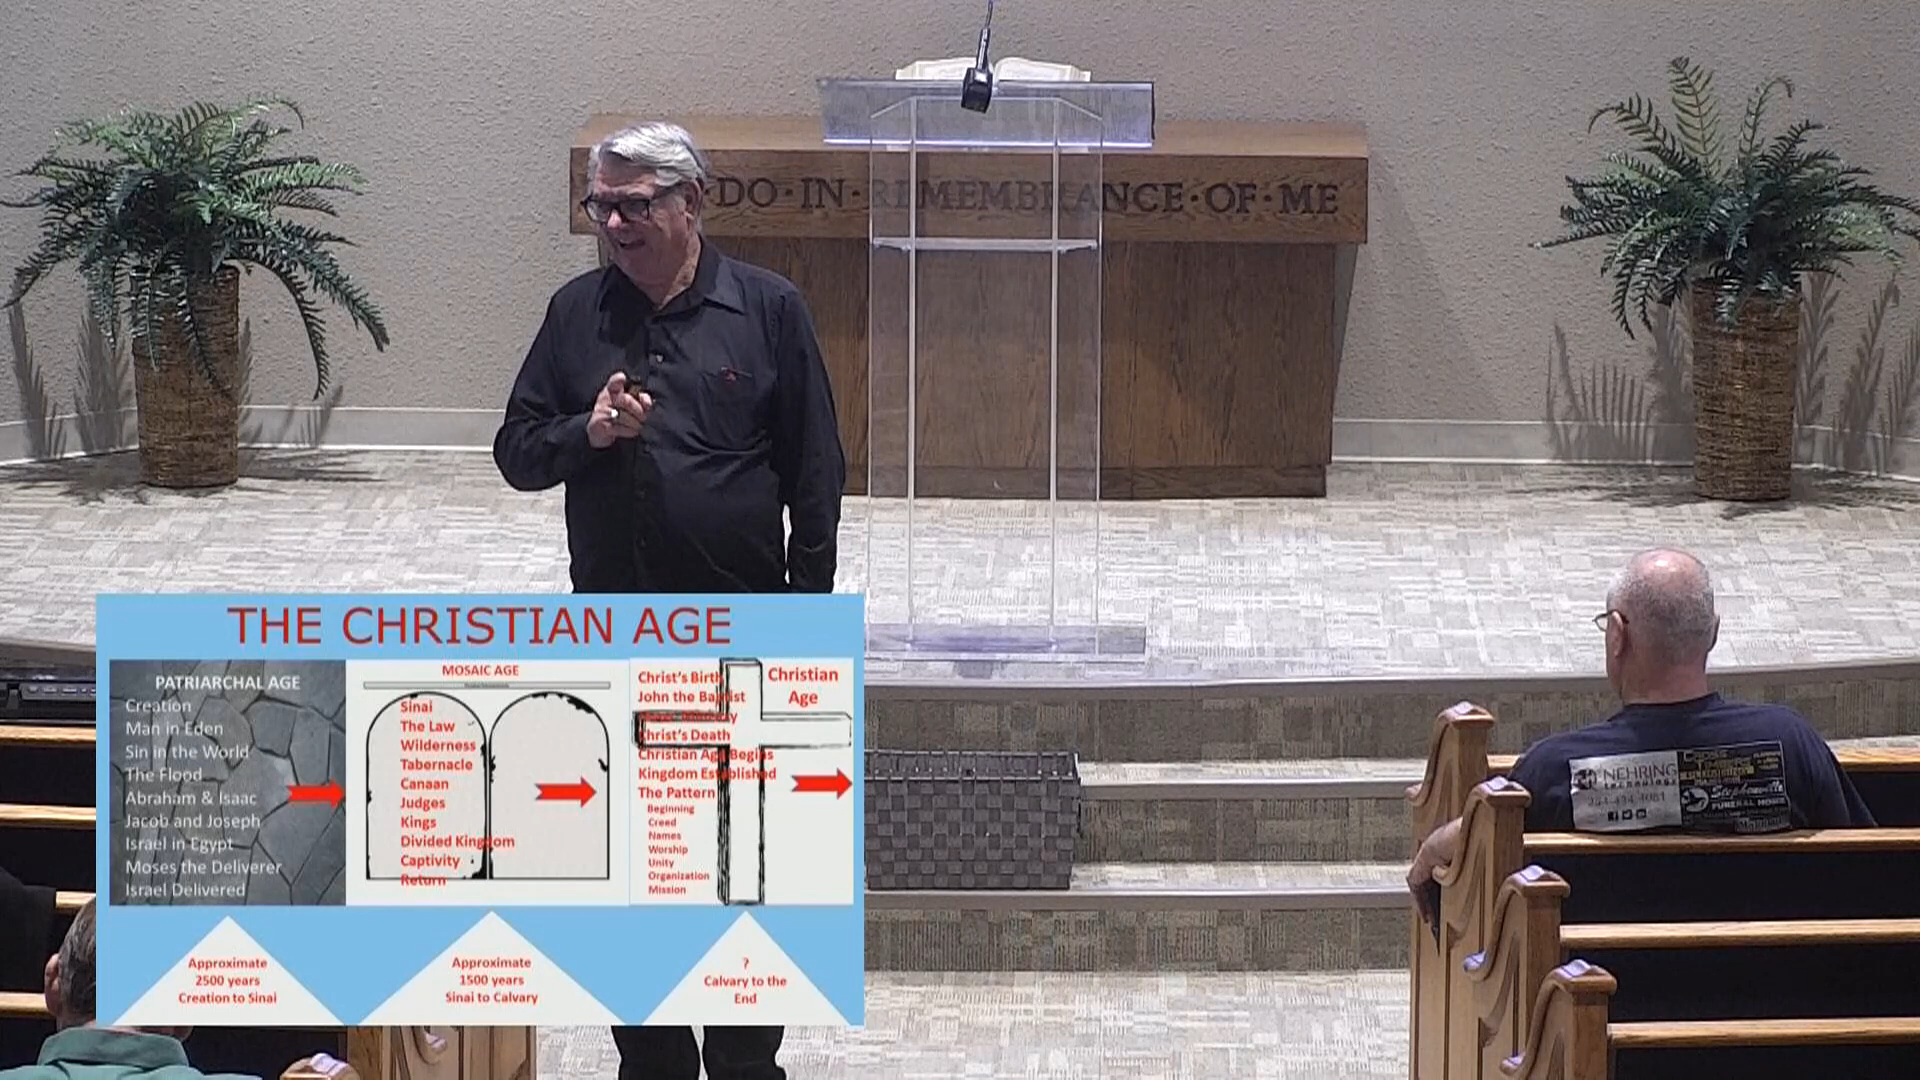 DO·IN·REMEMBRANCE·OF·ME
THE CHRISTIAN AGE
PATRIARCHAL AGE
Creation
Man in Eden
Sin in the World
The Flood
Abraham & Isaac
Jacob and Joseph
Israel in Egypt
Moses the Deliverer
Israel Delivered
MOSAIC AGE
Sinai
The Law
Wilderness
Tabernacle
Canaan
Judges
Kings
Divided Kingdom
Captivity
Return
Christian
Age
Christ's Birth
John the Baptist
Christ's Death
Christian Age Begins
Kingdom Established
The Pattern
Beginning
Creed
Names
Worship
Unity
Organization
Mission
Approximate
2500 years
Creation to Sinai
Approximate
1500 years
Sinai to Calvary
?
Calvary to the
End
NEHRING
Stephenville
FUNERAL HOME